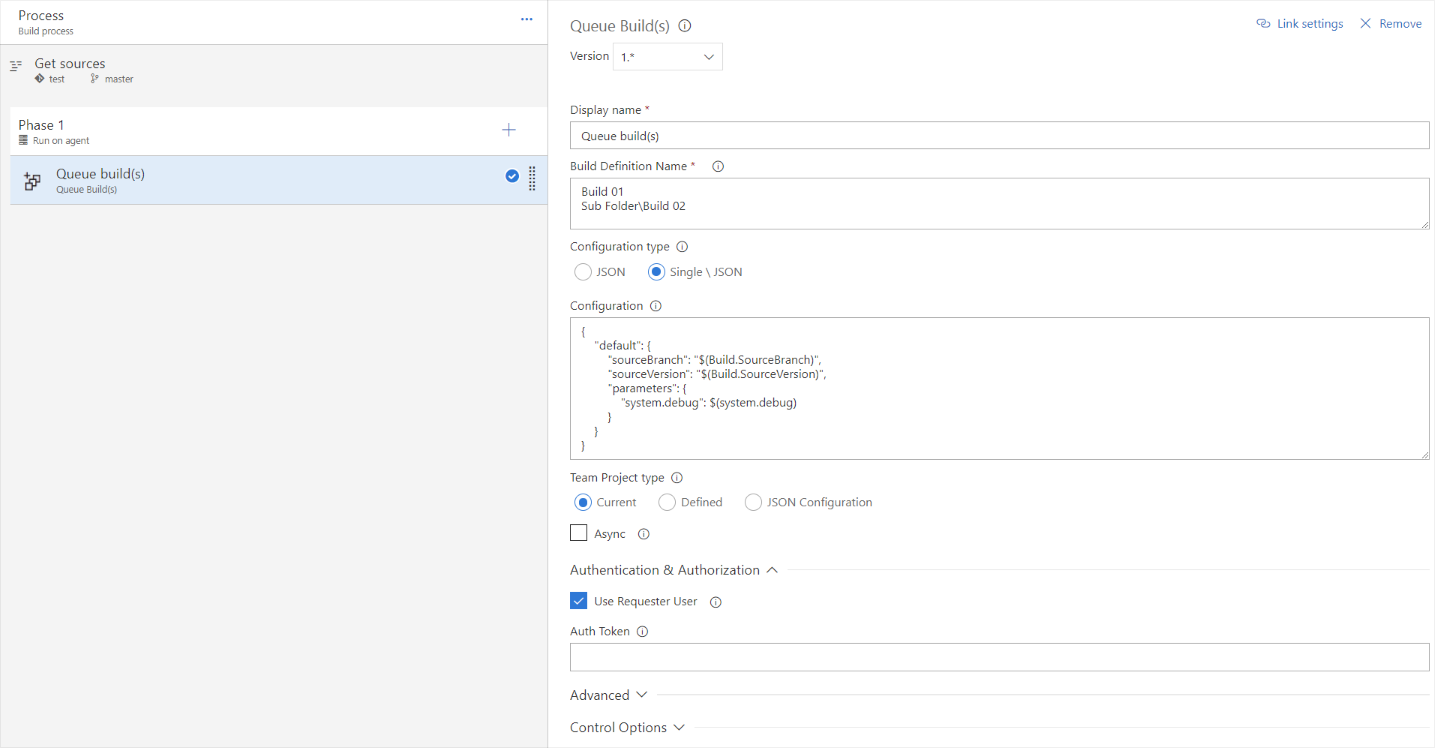 Process
Build process
...
Get sources
test master
Phase 1
Run on agent
Queue build(s)
Queue Build(s)
Queue Build(s)
Link settings Remove
Version 1.*
Display name *
Queue build(s)
Build Definition Name *
Build 01
Sub Folder\Build 02
Configuration type
JSON Single \ JSON
Configuration
{
"default": {
"sourceBranch": "$(Build.SourceBranch)",
"sourceVersion": "$(Build.SourceVersion)",
"parameters": {
"system.debug": $(system.debug)
}
}
}
Team Project type
Current Defined JSON Configuration
Async
Authentication & Authorization
Use Requester User
Auth Token
Advanced
Control Options